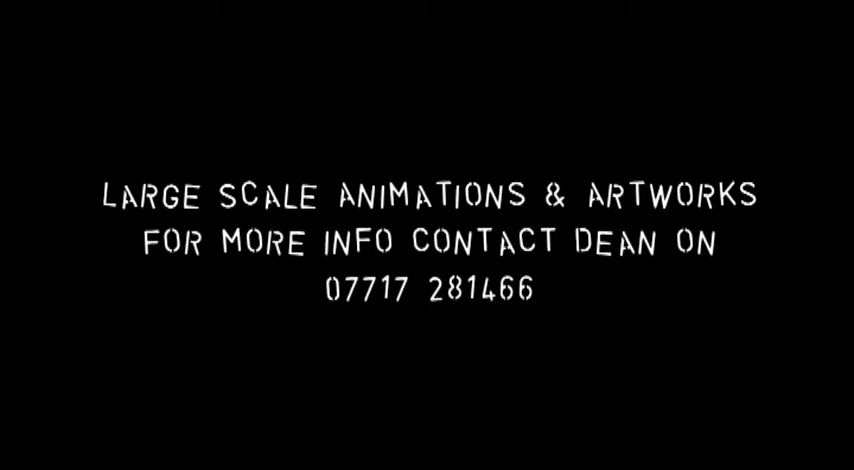 LARGE SCALE ANIMATIONS & ARTWORKS
FOR MORE INFO CONTACT DEAN ON
07717 281466